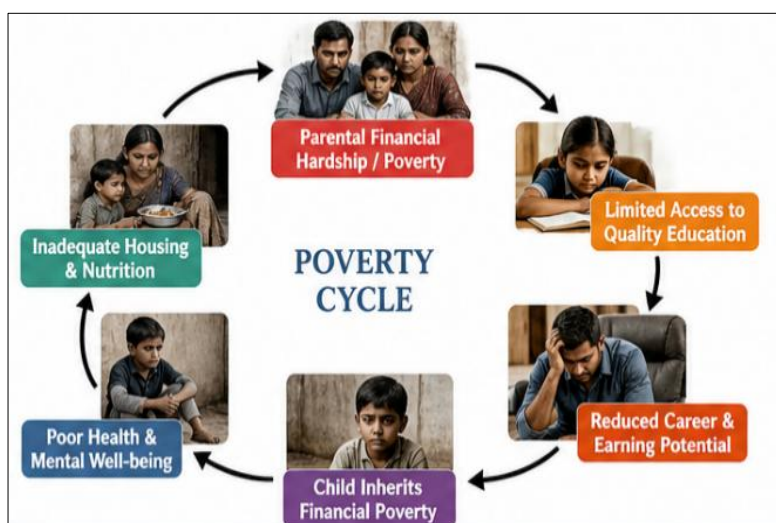 Parental Financial
Hardship / Poverty
Limited Access to
Quality Education
Reduced Career &
Earning Potential
Child Inherits
Financial Poverty
Poor Health &
Mental Well-being
Inadequate Housing
& Nutrition
POVERTY
CYCLE